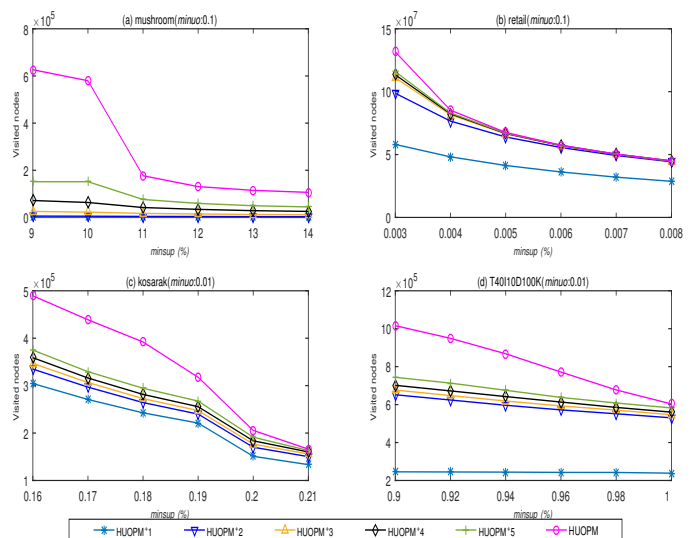 (a) mushroom(minuo:0.1)
×10^5
8
6
4
2
0
Visited nodes
9 10 11 12 13 14
minsup (%)
(b) retail(minuo:0.1)
×10^7
15
10
5
0
Visited nodes
0.003 0.004 0.005 0.006 0.007 0.008
minsup (%)
(c) kosarak(minuo:0.01)
×10^5
5
4
3
2
1
Visited nodes
0.16 0.17 0.18 0.19 0.2 0.21
minsup (%)
(d) T40I10D100K(minuo:0.01)
×10^5
12
10
8
6
4
2
Visited nodes
0.9 0.92 0.94 0.96 0.98 1
minsup (%)
HUOPM*1 HUOPM*2 HUOPM*3 HUOPM*4 HUOPM*5 HUOPM